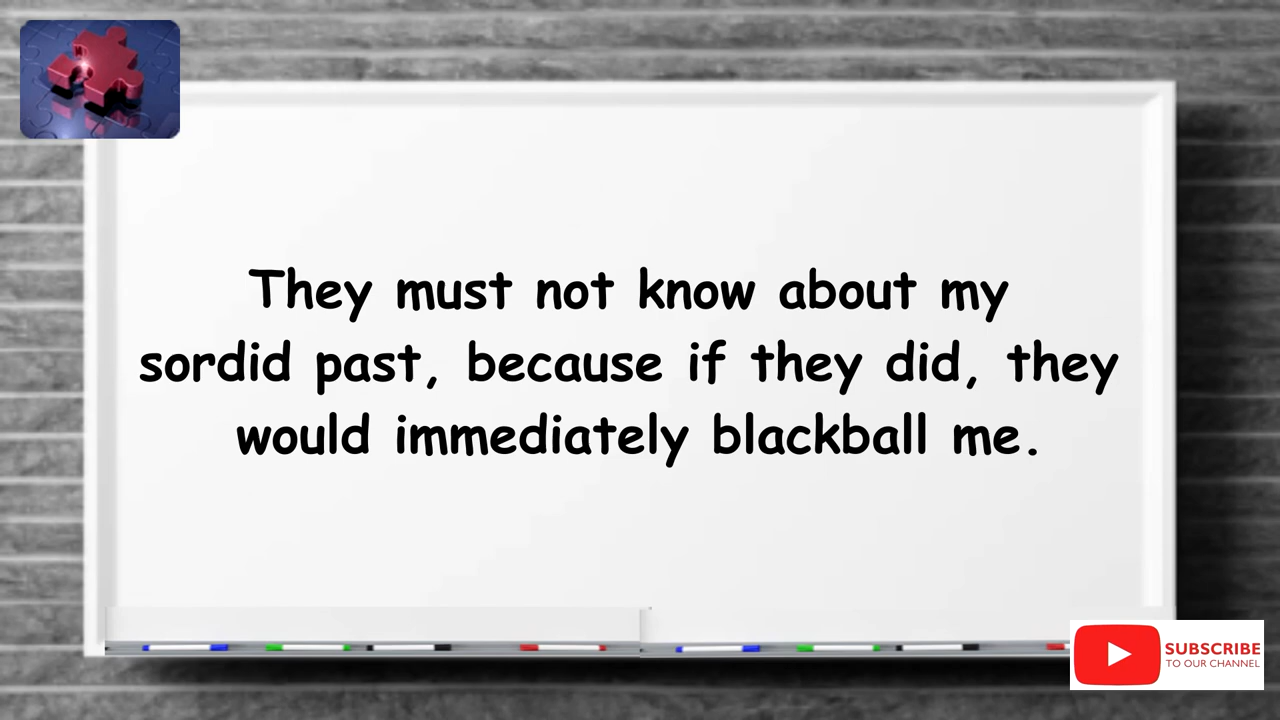 They must not know about my
sordid past, because if they did, they
would immediately blackball me.
SUBSCRIBE
TO OUR CHANNEL